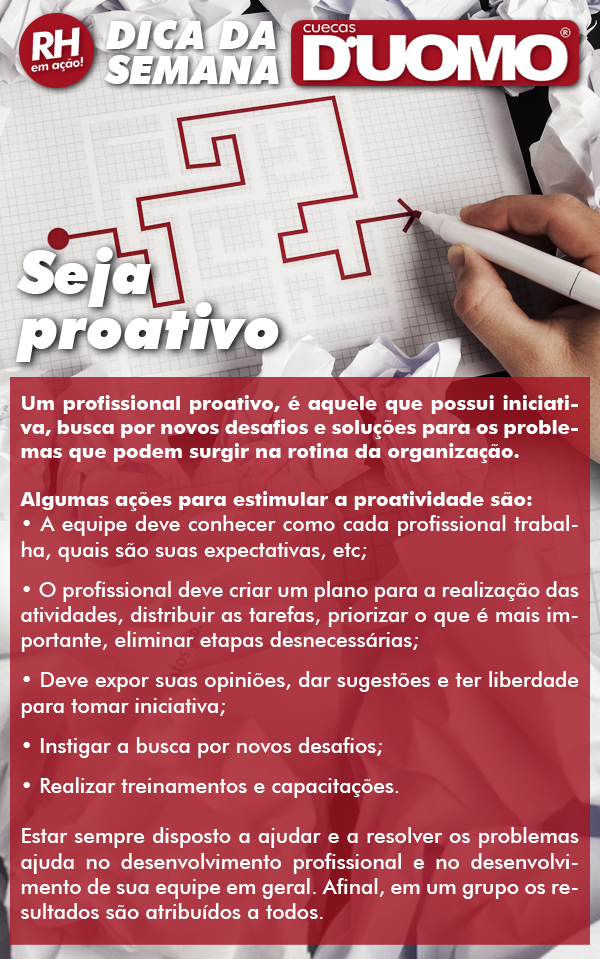 RH
em ação!
DICA DA
SEMANA
CUECAS
D'UOMO®
Seja
proativo
Um profissional proativo, é aquele que possui iniciati-
va, busca por novos desafios e soluções para os proble-
mas que podem surgir na rotina da organização.
Algumas ações para estimular a proatividade são:
• A equipe deve conhecer como cada profissional trabal-
ha, quais são suas expectativas, etc;
• O profissional deve criar um plano para a realização das
atividades, distribuir as tarefas, priorizar o que é mais im-
portante, eliminar etapas desnecessárias;
• Deve expor suas opiniões, dar sugestões e ter liberdade
para tomar iniciativa;
• Instigar a busca por novos desafios;
• Realizar treinamentos e capacitações.
Estar sempre disposto a ajudar e a resolver os problemas
ajuda no desenvolvimento profissional e no desenvolvi-
mento de sua equipe em geral. Afinal, em um grupo os re-
sultados são atribuídos a todos.